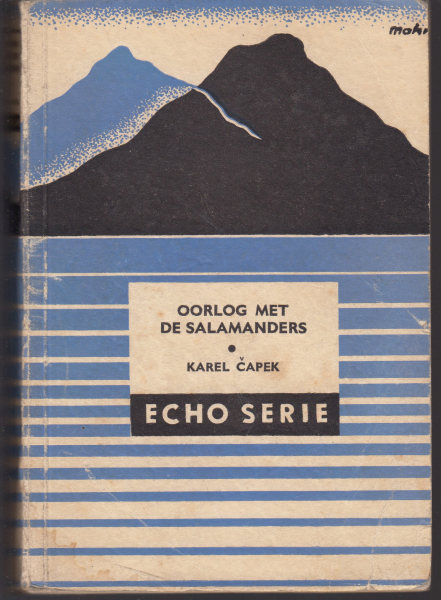 mohr
OORLOG MET
DE SALAMANDERS
KAREL ČAPEK
ECHO SERIE